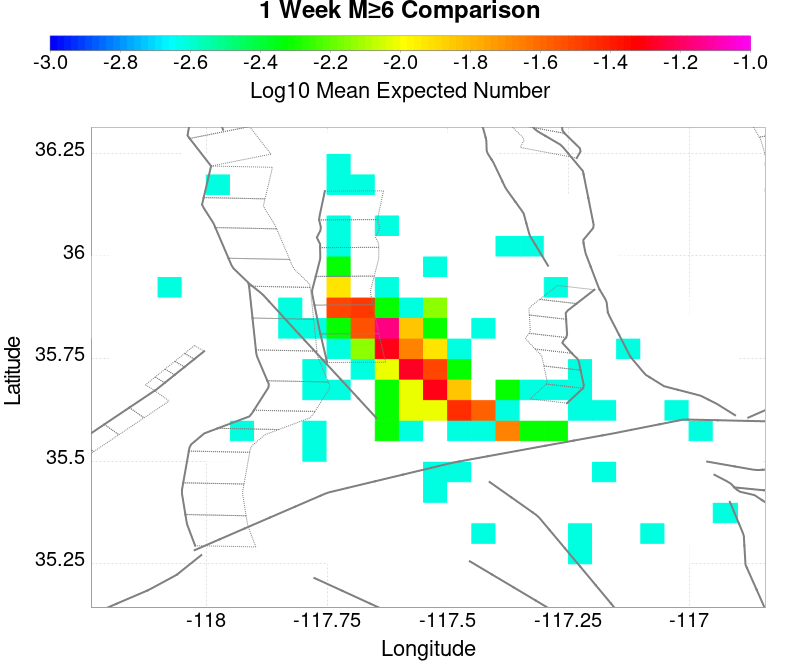 1 Week M≥6 Comparison
-3.0 -2.8 -2.6 -2.4 -2.2 -2.0 -1.8 -1.6 -1.4 -1.2 -1.0
Log10 Mean Expected Number
36.25
36
35.75
35.5
35.25
Latitude
-118 -117.75 -117.5 -117.25 -117
Longitude